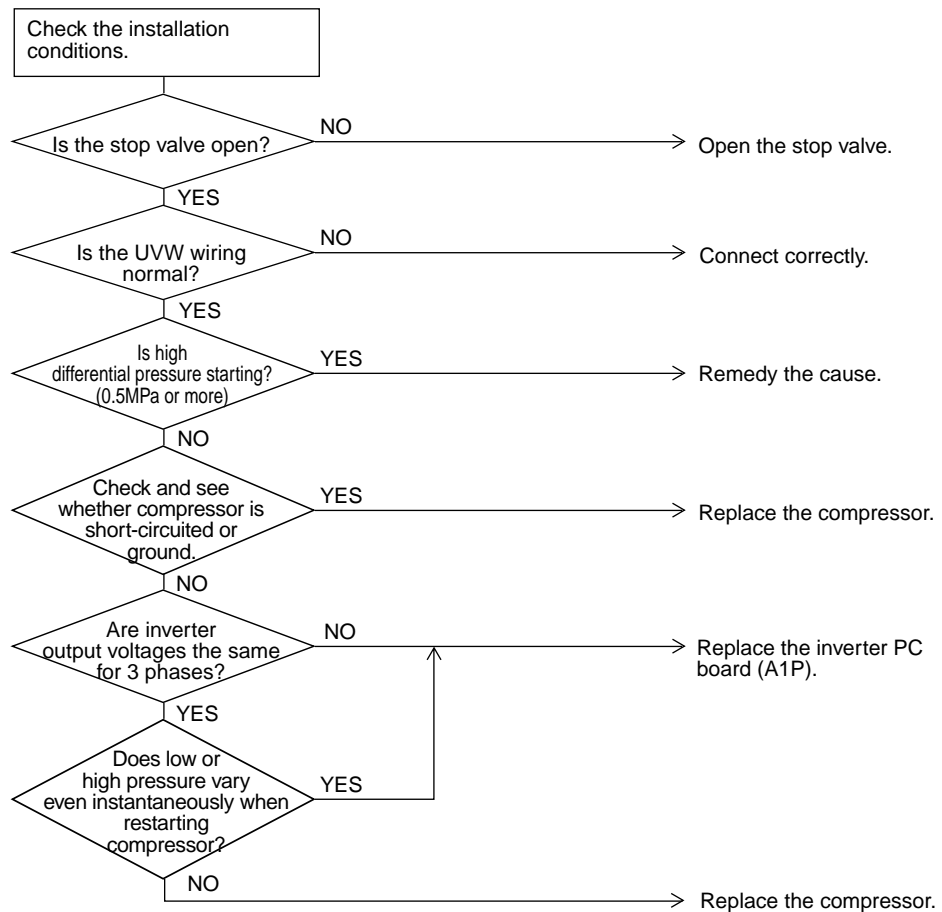 Check the installation
conditions.
Is the stop valve open?
NO
Open the stop valve.
YES
Is the UVW wiring
normal?
NO
Connect correctly.
YES
Is high
differential pressure starting?
(0.5MPa or more)
YES
Remedy the cause.
NO
Check and see
whether compressor is
short-circuited or
ground.
YES
Replace the compressor.
NO
Are inverter
output voltages the same
for 3 phases?
NO
Replace the inverter PC
board (A1P).
YES
Does low or
high pressure vary
even instantaneously when
restarting
compressor?
YES
NO
Replace the compressor.